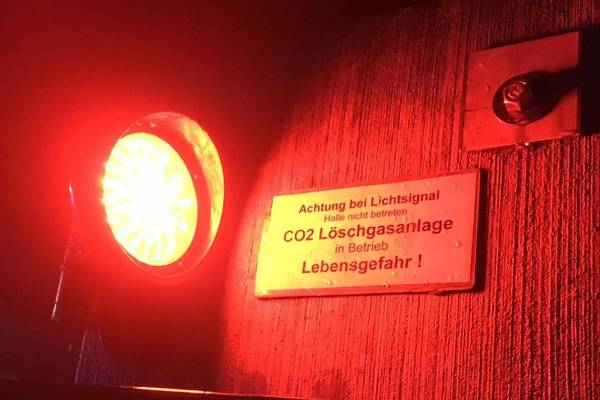 Achtung bei Lichtsignal
Halle nicht betreten
CO2 Löschgasanlage
in Betrieb
Lebensgefahr !